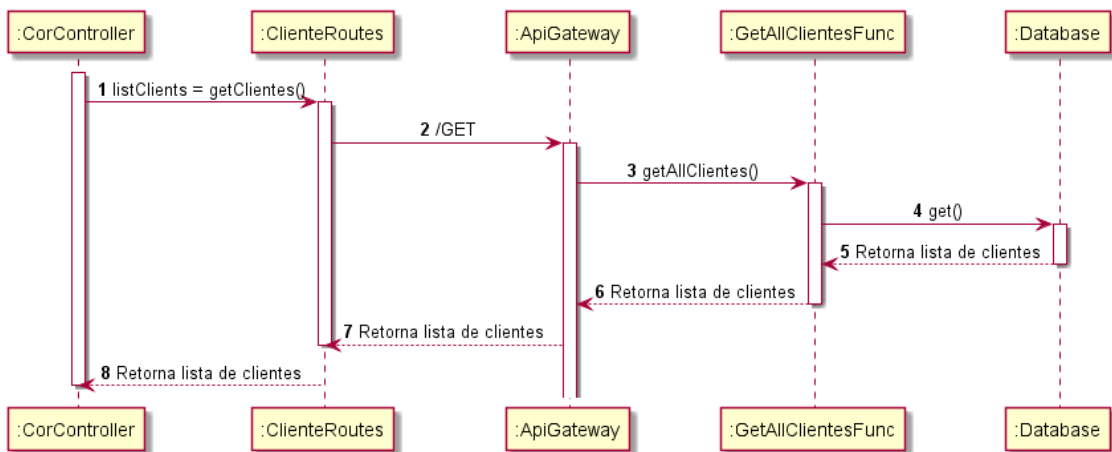 :CorController
:ClienteRoutes
:ApiGateway
:GetAllClientesFunc
:Database
1 listClients = getClientes()
2 /GET
3 getAllClientes()
4 get()
5 Retorna lista de clientes
6 Retorna lista de clientes
7 Retorna lista de clientes
8 Retorna lista de clientes
:CorController
:ClienteRoutes
:ApiGateway
:GetAllClientesFunc
:Database